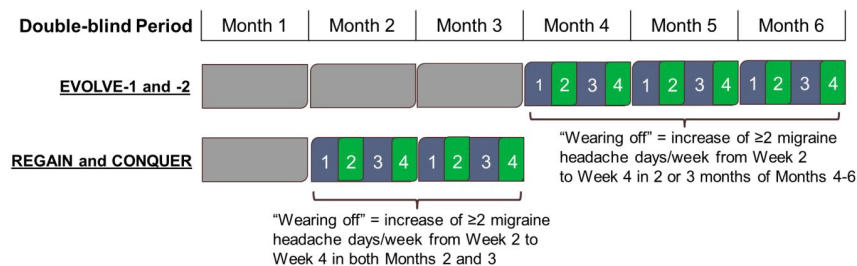 Double-blind Period Month 1 Month 2 Month 3 Month 4 Month 5 Month 6
EVOLVE-1 and -2 1 2 3 4 1 2 3 4 1 2 3 4
"Wearing off" = increase of ≥2 migraine
headache days/week from Week 2
to Week 4 in 2 or 3 months of Months 4-6
REGAIN and CONQUER 1 2 3 4 1 2 3 4
"Wearing off" = increase of ≥2 migraine
headache days/week from Week 2 to
Week 4 in both Months 2 and 3